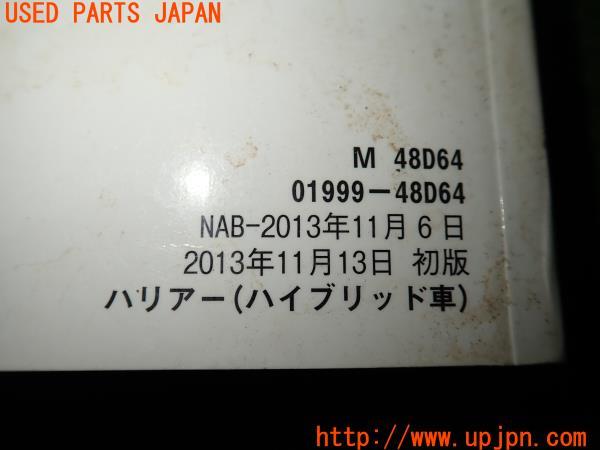 USED PARTS JAPAN
M 48D64
01999-48D64
NAB-2013年11月6日
2013年11月13日 初版
ハリアー(ハイブリッド車)
http://www.upjpn.com/